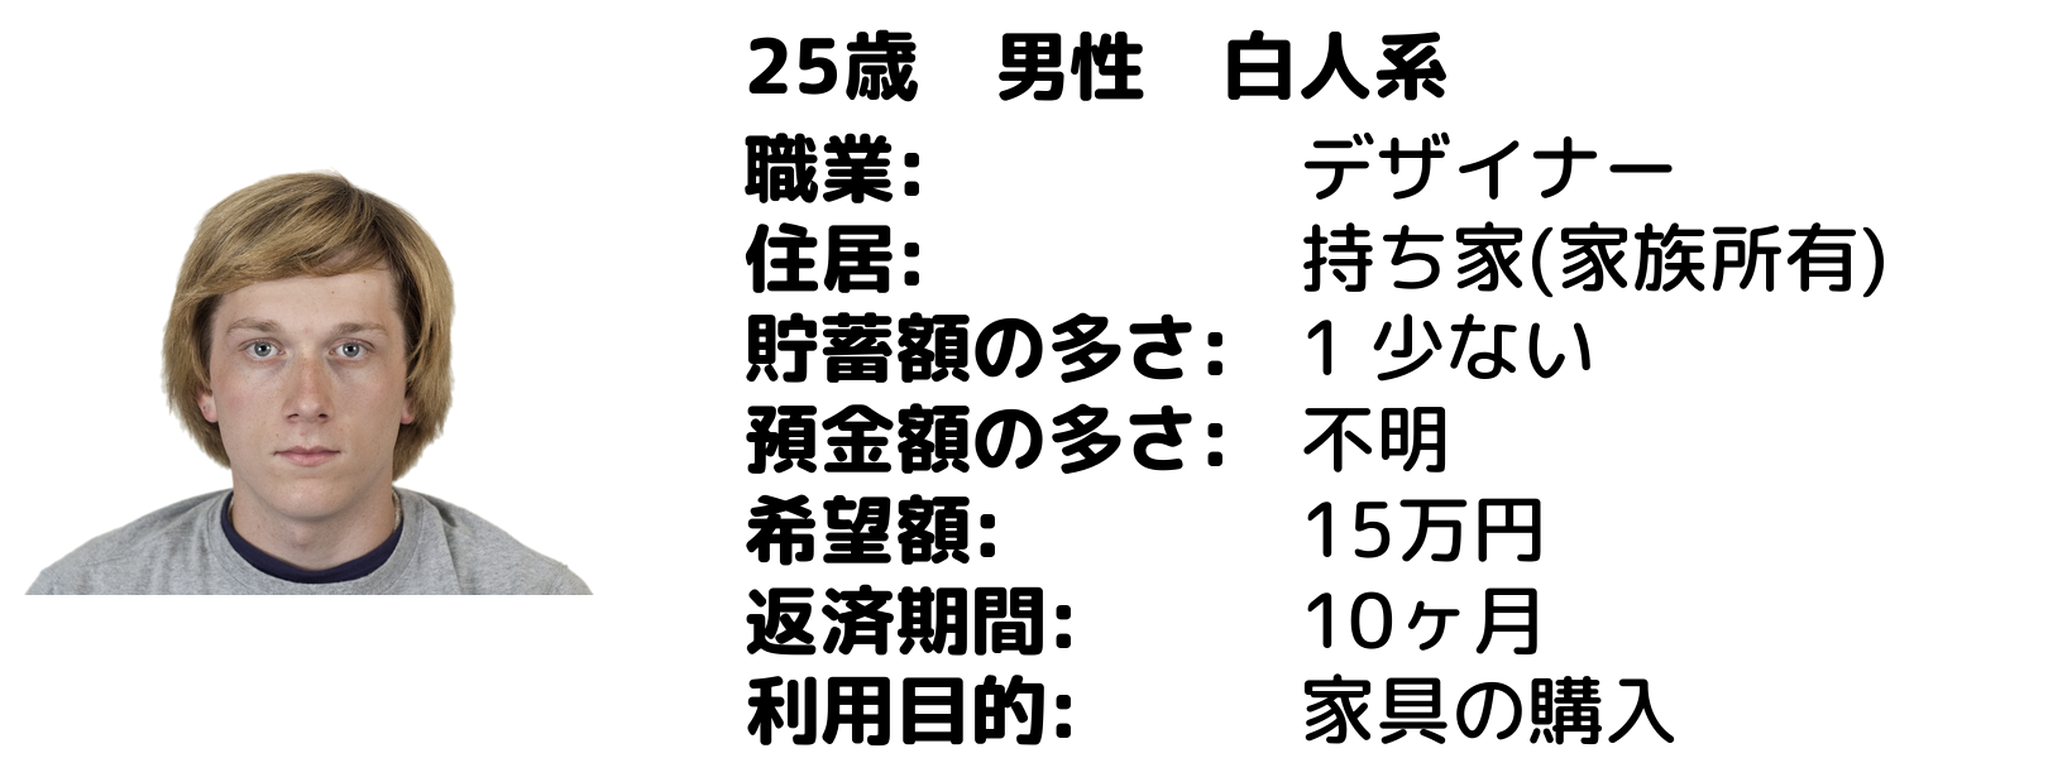 25歳　男性　白人系
職業: デザイナー
住居: 持ち家(家族所有)
貯蓄額の多さ: 1 少ない
預金額の多さ: 不明
希望額: 15万円
返済期間: 10ヶ月
利用目的: 家具の購入